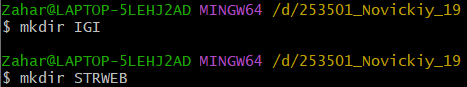 Zahar@LAPTOP-5LEHJ2AD MINGW64 /d/253501_Novickiy_19
$ mkdir IGI
Zahar@LAPTOP-5LEHJ2AD MINGW64 /d/253501_Novickiy_19
$ mkdir STRWEB